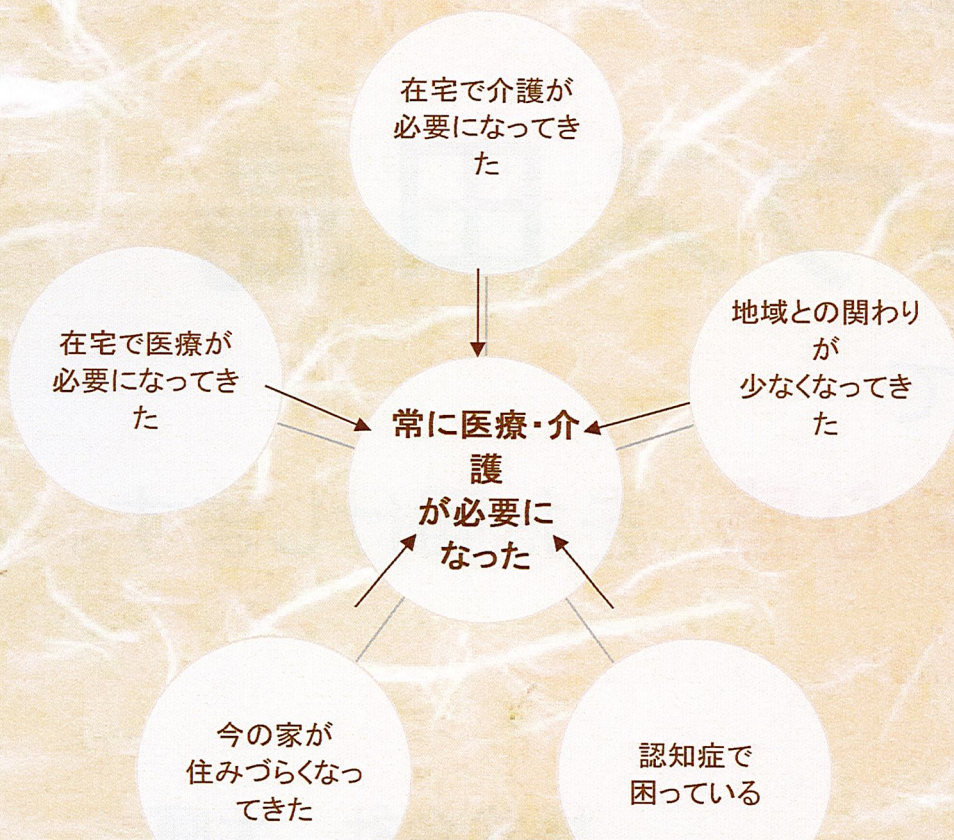 在宅で介護が
必要になってき
た
在宅で医療が
必要になってき
た
地域との関わり
が
少なくなってき
た
常に医療・介
護
が必要に
なった
今の家が
住みづらくなっ
てきた
認知症で
困っている